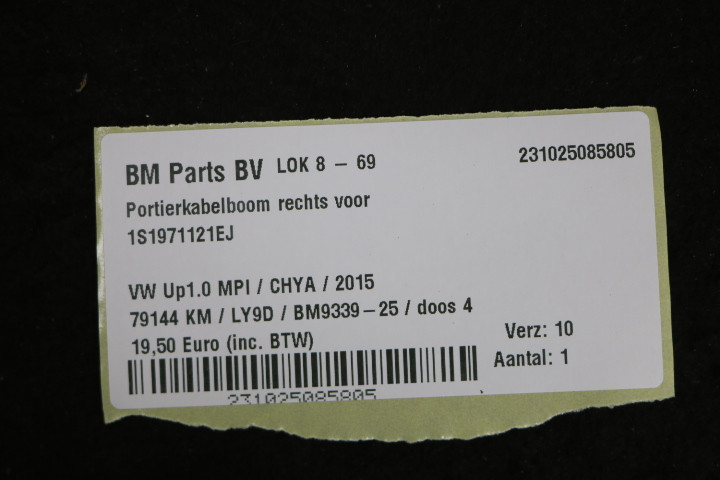 BM Parts BV LOK 8 – 69 231025085805
Portierkabelboom rechts voor
1S1971121EJ
VW Up1.0 MPI / CHYA / 2015
79144 KM / LY9D / BM9339–25 / doos 4
19,50 Euro (inc. BTW) Verz: 10
Aantal: 1
231025085805